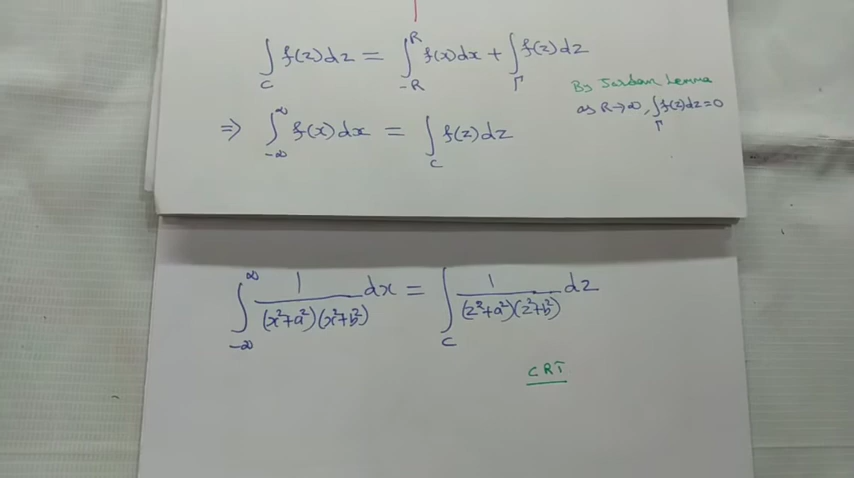 ∫_C f(z)dz = ∫_{-R}^{R} f(x)dx + ∫_Γ f(z)dz
By Jordan Lemma
as R→∞, ∫_Γ f(z)dz=0
⇒ ∫_{-∞}^{∞} f(x)dx = ∫_C f(z)dz
∫_{-∞}^{∞} 1/((x²+a²)(x²+b²)) dx = ∫_C 1/((z²+a²)(z²+b²)) dz
CRT